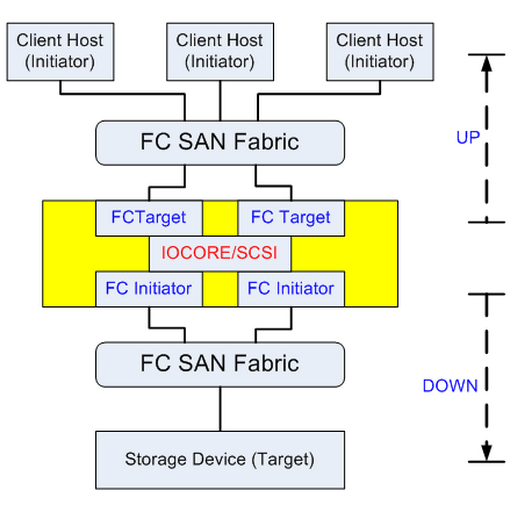 Client Host
(Initiator)
Client Host
(Initiator)
Client Host
(Initiator)
UP
FC SAN Fabric
FCTarget
FC Target
IOCORE/SCSI
FC Initiator
FC Initiator
FC SAN Fabric
DOWN
Storage Device (Target)